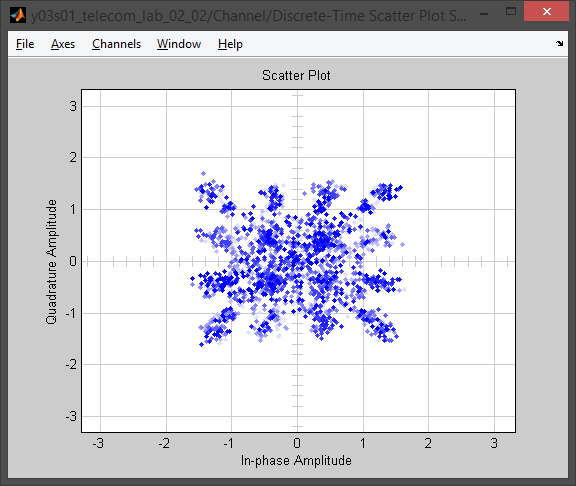 y03s01_telecom_lab_02_02/Channel/Discrete-Time Scatter Plot S...
File Axes Channels Window Help
Scatter Plot
3
2
1
0
-1
-2
-3
Quadrature Amplitude
-3 -2 -1 0 1 2 3
In-phase Amplitude